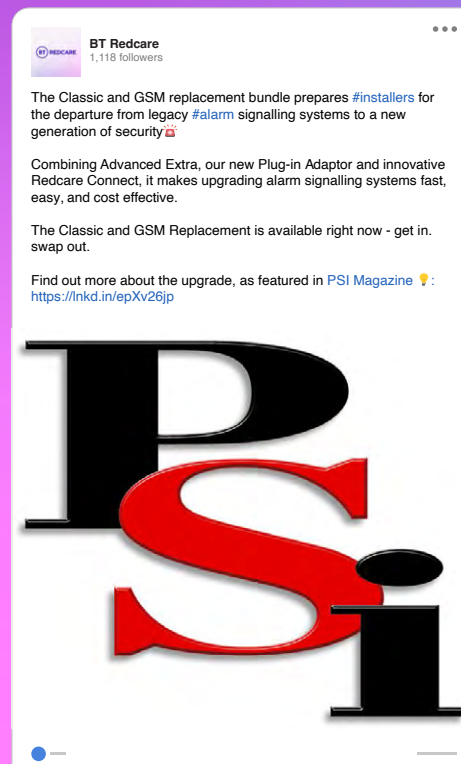 BT REDCARE
BT Redcare
1,118 followers
The Classic and GSM replacement bundle prepares #installers for
the departure from legacy #alarm signalling systems to a new
generation of security🚨
Combining Advanced Extra, our new Plug-in Adaptor and innovative
Redcare Connect, it makes upgrading alarm signalling systems fast,
easy, and cost effective.
The Classic and GSM Replacement is available right now - get in.
swap out.
Find out more about the upgrade, as featured in PSI Magazine 💡:
https://lnkd.in/epXv26jp
PSi